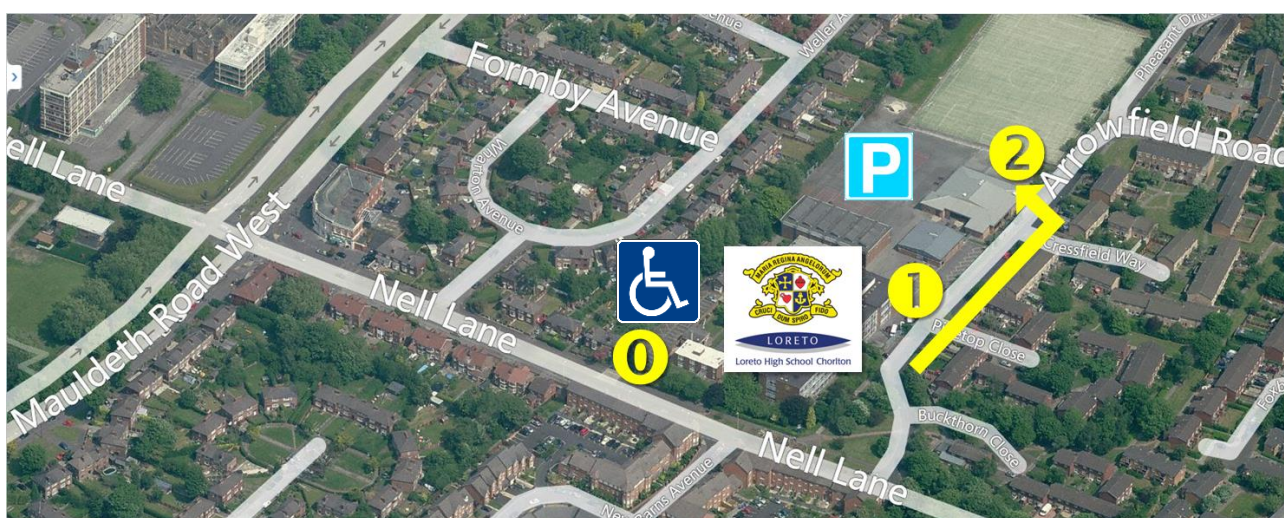 Nell Lane
Mauldeth Road West
Formby Avenue
Wharton Avenue
Nell Lane
Nell Lane
Weller
Avenue
Pheasant Drive
Arrowfield Road
Cressfield Way
Buckthorn Close
Close
P
0
1
2
MARIA REGINA ANGELORUM
CRUCI DUM SPIRO FIDO
LORETO
Loreto High School Chorlton